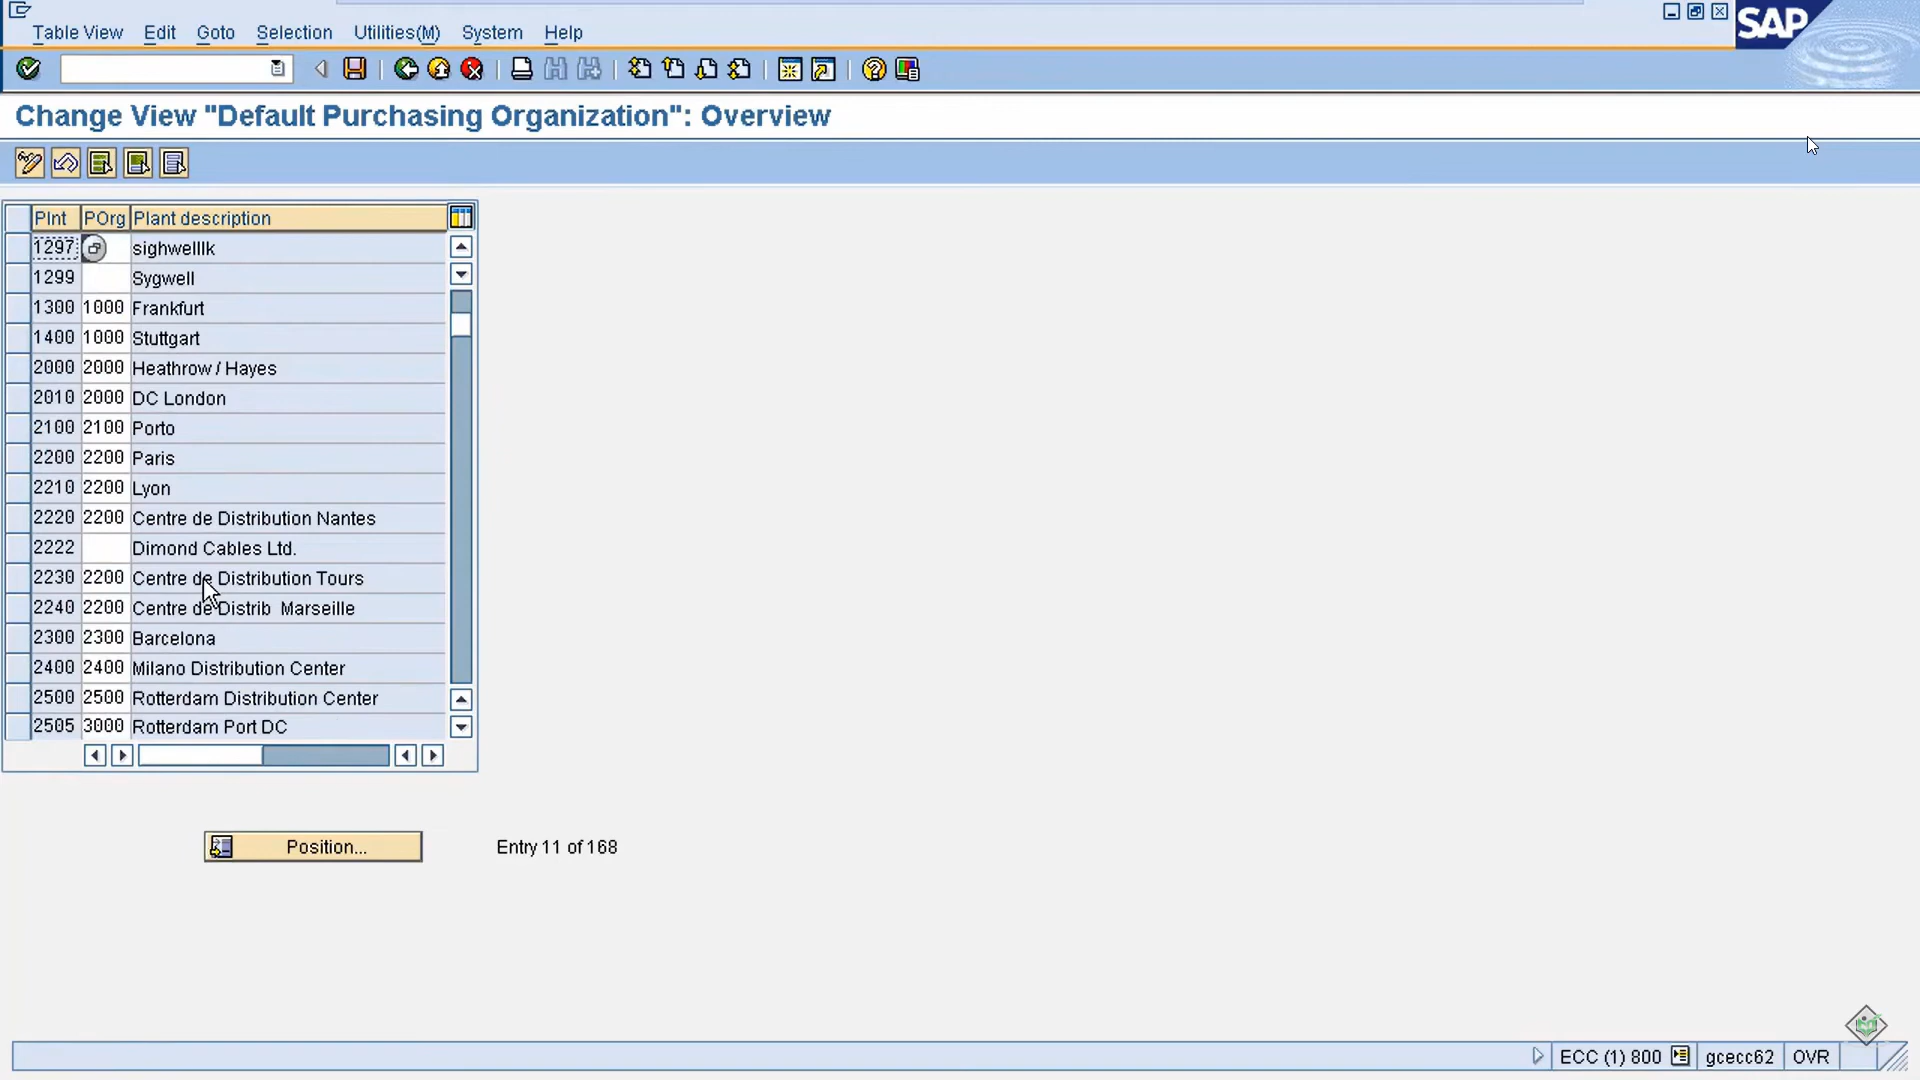 Table View Edit Goto Selection Utilities(M) System Help
SAP
Change View "Default Purchasing Organization": Overview
Plnt POrg Plant description
1297 sighwelllk
1299 Sygwell
1300 1000 Frankfurt
1400 1000 Stuttgart
2000 2000 Heathrow / Hayes
2010 2000 DC London
2100 2100 Porto
2200 2200 Paris
2210 2200 Lyon
2220 2200 Centre de Distribution Nantes
2222 Dimond Cables Ltd.
2230 2200 Centre de Distribution Tours
2240 2200 Centre de Distrib Marseille
2300 2300 Barcelona
2400 2400 Milano Distribution Center
2500 2500 Rotterdam Distribution Center
2505 3000 Rotterdam Port DC
Position... Entry 11 of 168
ECC (1) 800 gcecc62 OVR